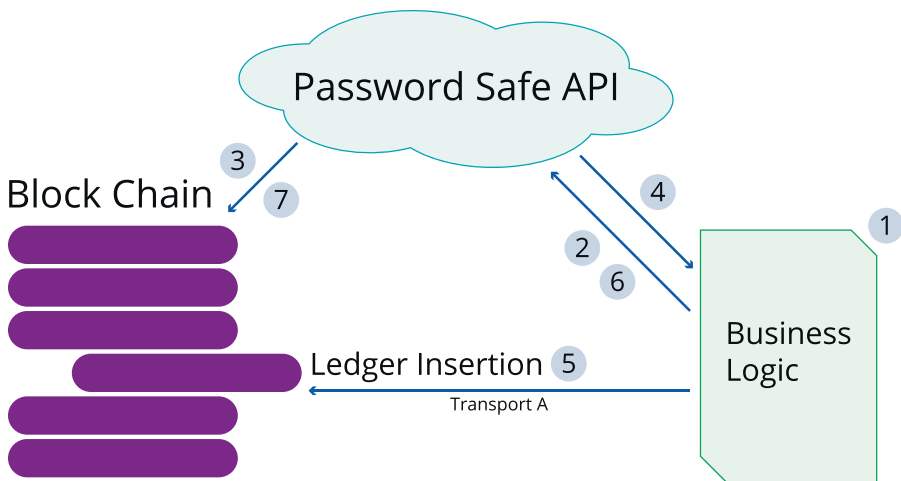 Password Safe API
3
7
4
Block Chain
1
2
6
Business
Logic
Ledger Insertion 5
Transport A